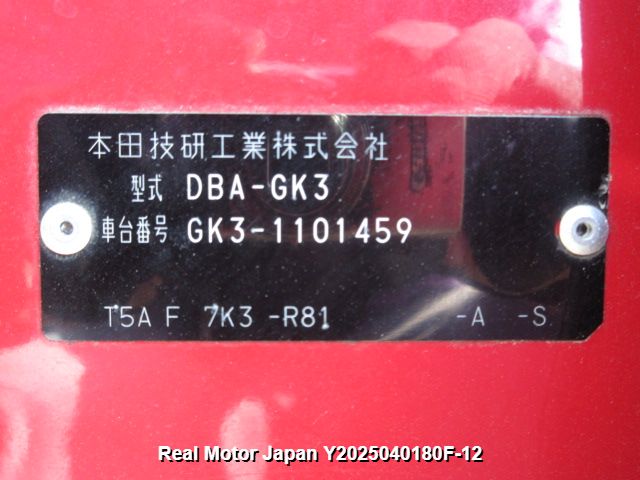 本田技研工業株式会社
型式 DBA-GK3
車台番号 GK3-1101459
T5A F 7K3 -R81 -A -S
Real Motor Japan Y2025040180F-12